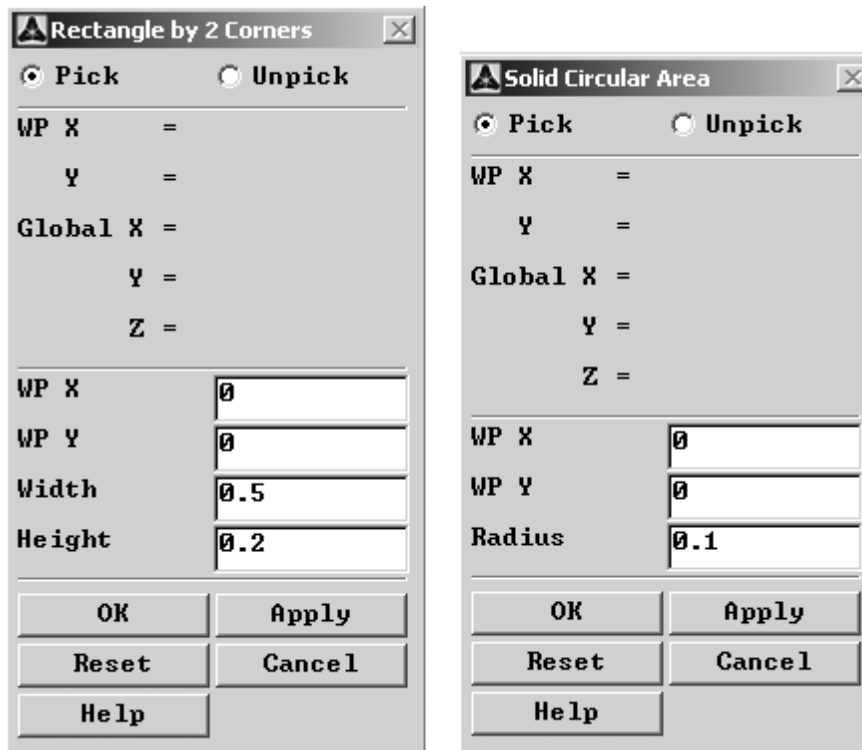 Rectangle by 2 Corners
Pick Unpick
WP X =
Y =
Global X =
Y =
Z =
WP X 0
WP Y 0
Width 0.5
Height 0.2
OK Apply
Reset Cancel
Help
Solid Circular Area
Pick Unpick
WP X =
Y =
Global X =
Y =
Z =
WP X 0
WP Y 0
Radius 0.1
OK Apply
Reset Cancel
Help